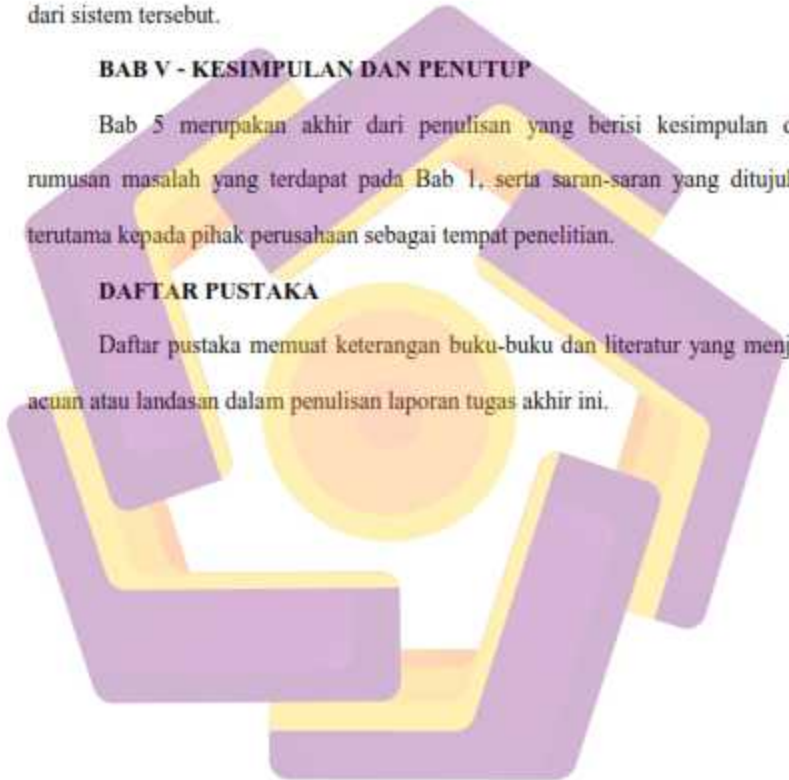 dari sistem tersebut.
BAB V - KESIMPULAN DAN PENUTUP
Bab 5 merupakan akhir dari penulisan yang berisi kesimpulan d
rumusan masalah yang terdapat pada Bab 1, serta saran-saran yang dituju
terutama kepada pihak perusahaan sebagai tempat penelitian.
DAFTAR PUSTAKA
Daftar pustaka memuat keterangan buku-buku dan literatur yang menj
acuan atau landasan dalam penulisan laporan tugas akhir ini.